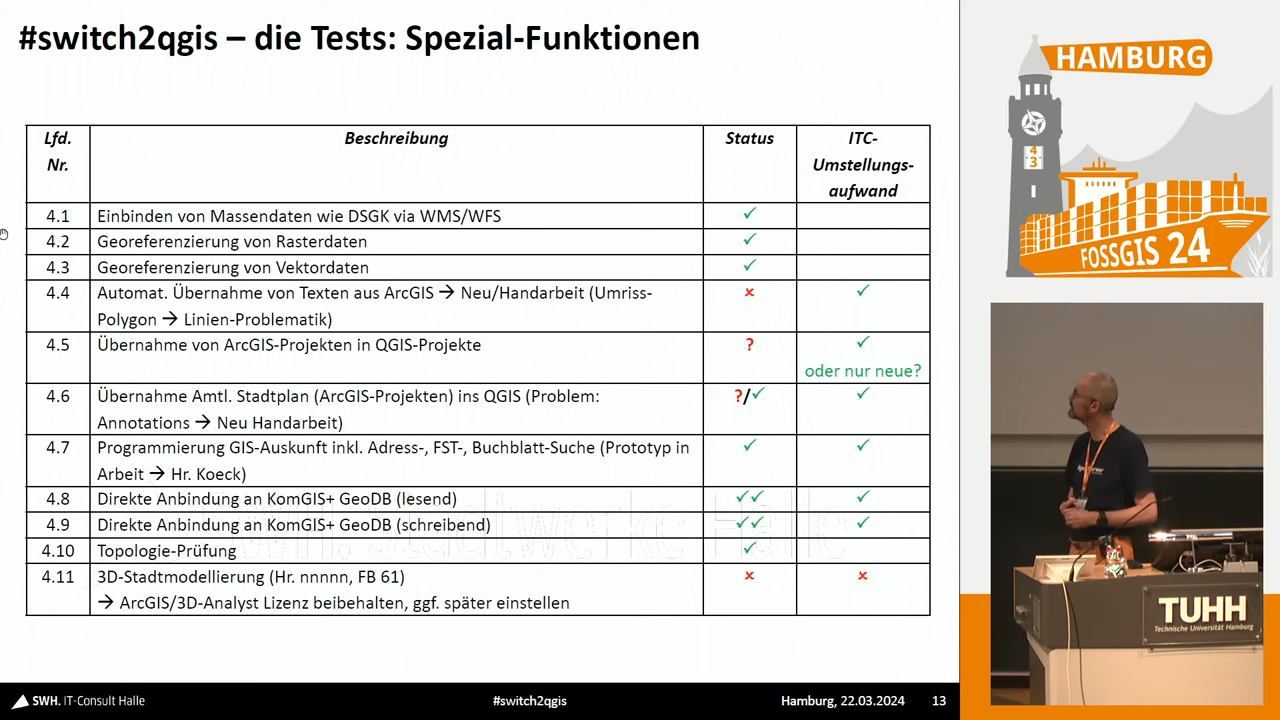 #switch2qgis – die Tests: Spezial-Funktionen
Lfd. Nr.
Beschreibung
Status
ITC-Umstellungs-aufwand
4.1 Einbinden von Massendaten wie DSGK via WMS/WFS ✓
4.2 Georeferenzierung von Rasterdaten ✓
4.3 Georeferenzierung von Vektordaten ✓
4.4 Automat. Übernahme von Texten aus ArcGIS → Neu/Handarbeit (Umriss- × ✓
Polygon → Linien-Problematik)
4.5 Übernahme von ArcGIS-Projekten in QGIS-Projekte ? ✓
oder nur neue?
4.6 Übernahme Amtl. Stadtplan (ArcGIS-Projekten) ins QGIS (Problem: ?/✓ ✓
Annotations → Neu Handarbeit)
4.7 Programmierung GIS-Auskunft inkl. Adress-, FST-, Buchblatt-Suche (Prototyp in ✓ ✓
Arbeit → Hr. Koeck)
4.8 Direkte Anbindung an KomGIS+ GeoDB (lesend) ✓✓ ✓
4.9 Direkte Anbindung an KomGIS+ GeoDB (schreibend) ✓✓ ✓
4.10 Topologie-Prüfung ✓
4.11 3D-Stadtmodellierung (Hr. nnnnn, FB 61) × ×
→ ArcGIS/3D-Analyst Lizenz beibehalten, ggf. später einstellen
SWH. Stadtwerke Halle
SWH. IT-Consult Halle
#switch2qgis
Hamburg, 22.03.2024
13
HAMBURG
4
3
FOSSGIS 24
TUHH
Technische Universität Hamburg